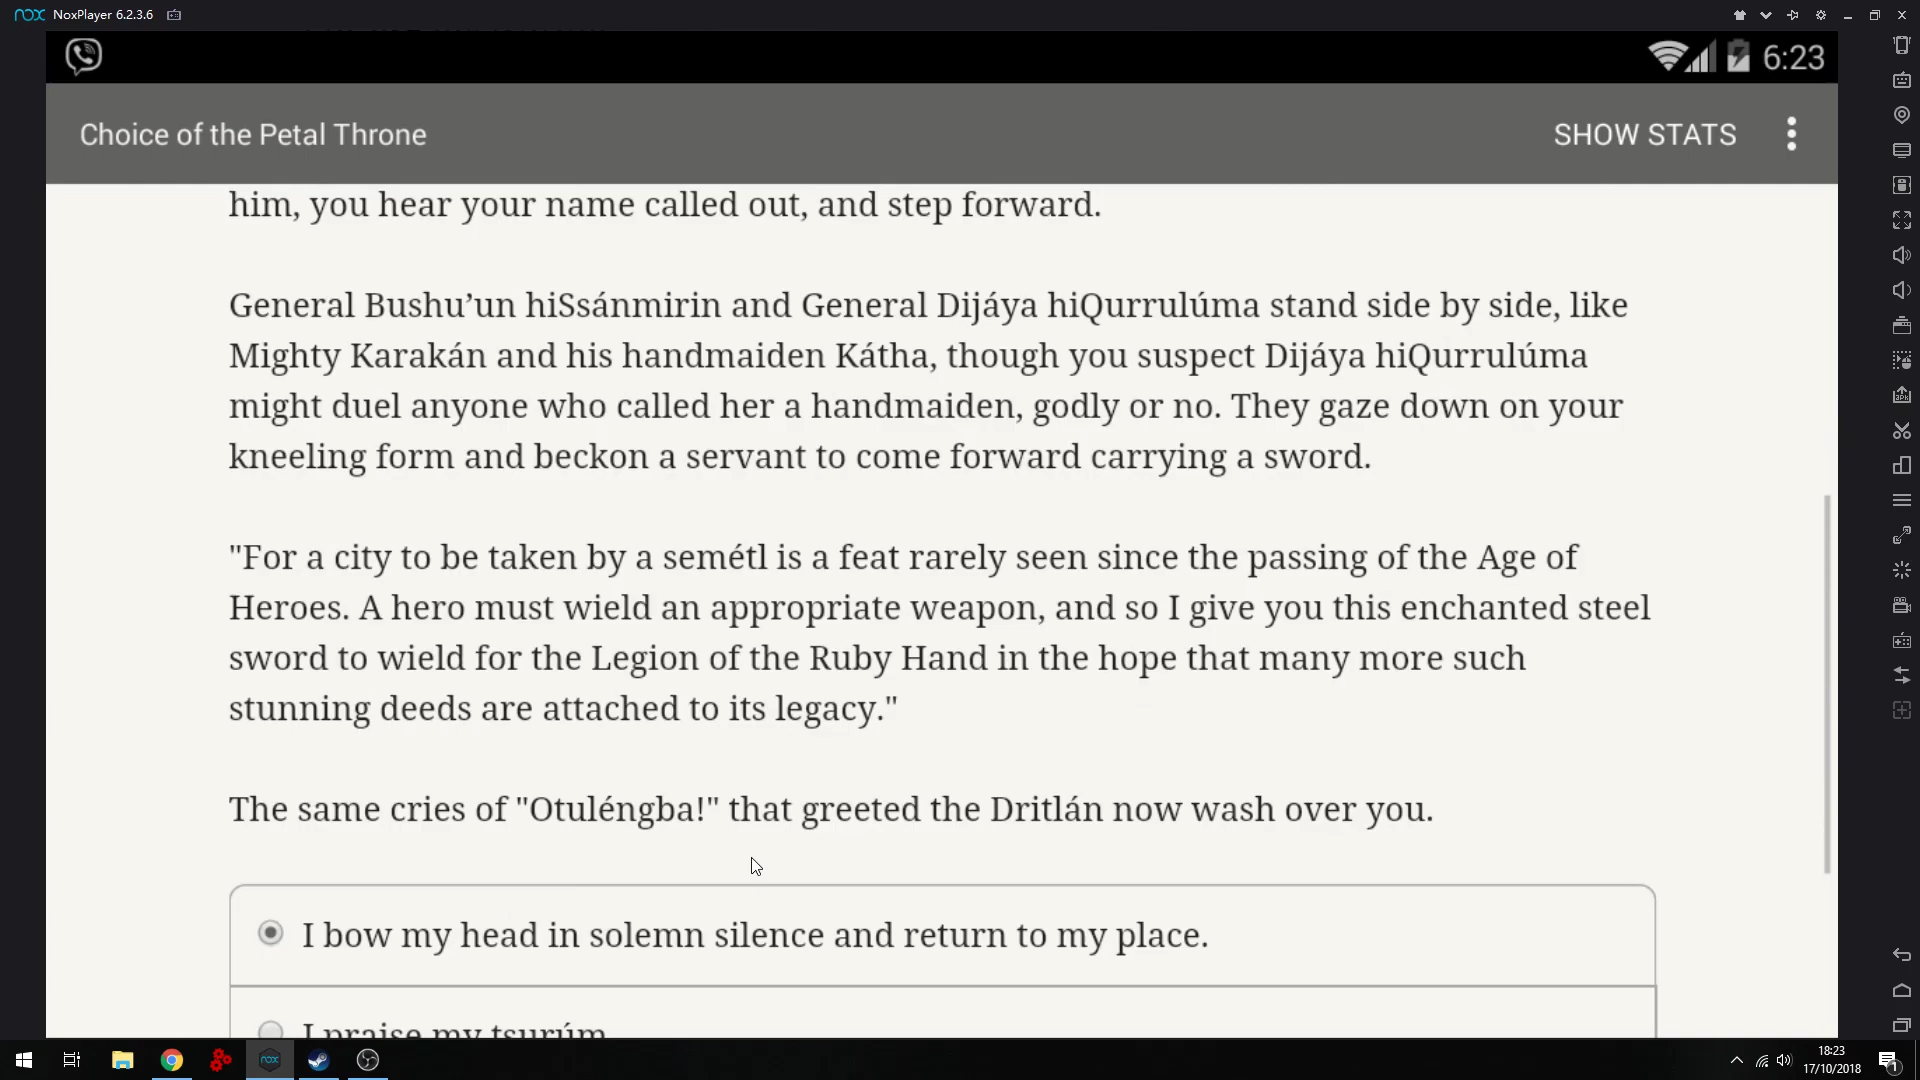 nox NoxPlayer 6.2.3.6
6:23
Choice of the Petal Throne
SHOW STATS
him, you hear your name called out, and step forward.
General Bushu’un hiSsánmirin and General Dijáya hiQurrulúma stand side by side, like
Mighty Karakán and his handmaiden Kátha, though you suspect Dijáya hiQurrulúma
might duel anyone who called her a handmaiden, godly or no. They gaze down on your
kneeling form and beckon a servant to come forward carrying a sword.
"For a city to be taken by a semétl is a feat rarely seen since the passing of the Age of
Heroes. A hero must wield an appropriate weapon, and so I give you this enchanted steel
sword to wield for the Legion of the Ruby Hand in the hope that many more such
stunning deeds are attached to its legacy."
The same cries of "Otuléngba!" that greeted the Dritlán now wash over you.
I bow my head in solemn silence and return to my place.
I praise my tsurúm.
nox
18:23
17/10/2018
1